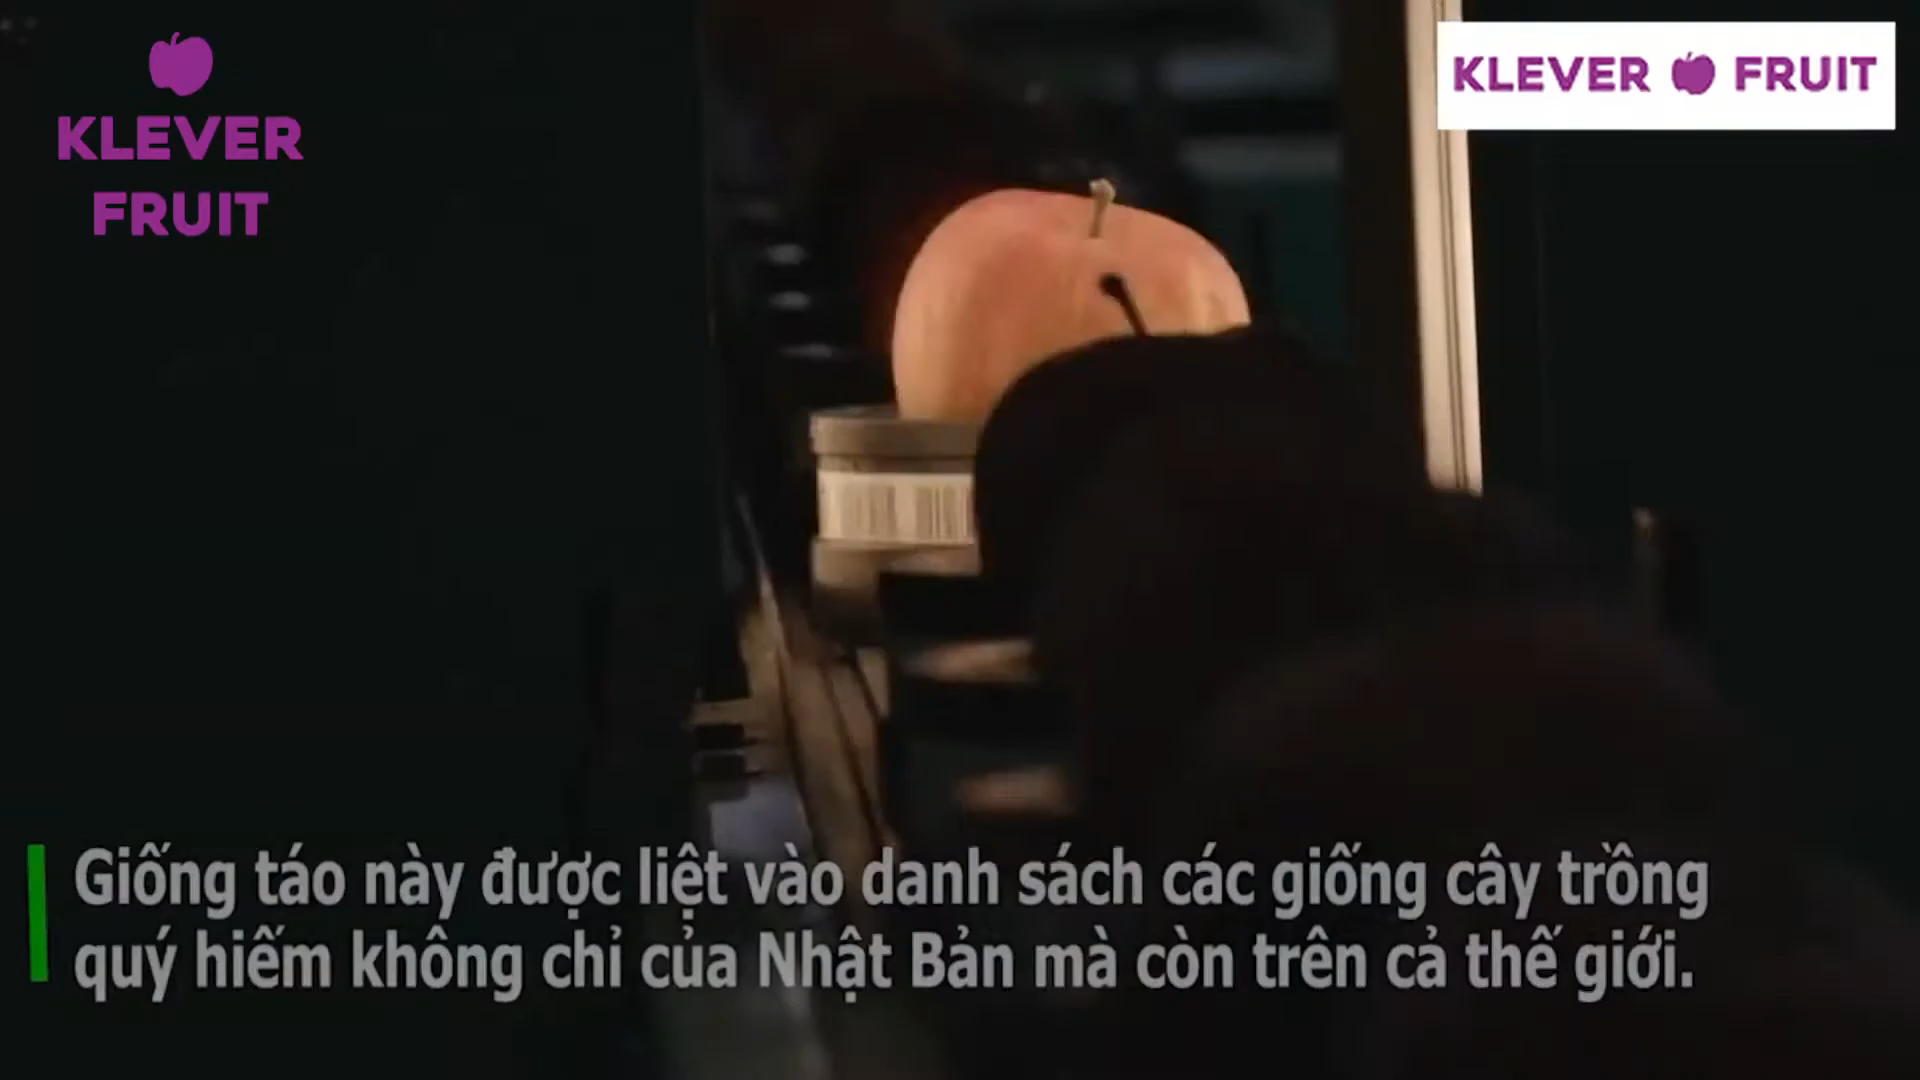 KLEVER
FRUIT
KLEVER FRUIT
Giống táo này được liệt vào danh sách các giống cây trồng
quý hiếm không chỉ của Nhật Bản mà còn trên cả thế giới.